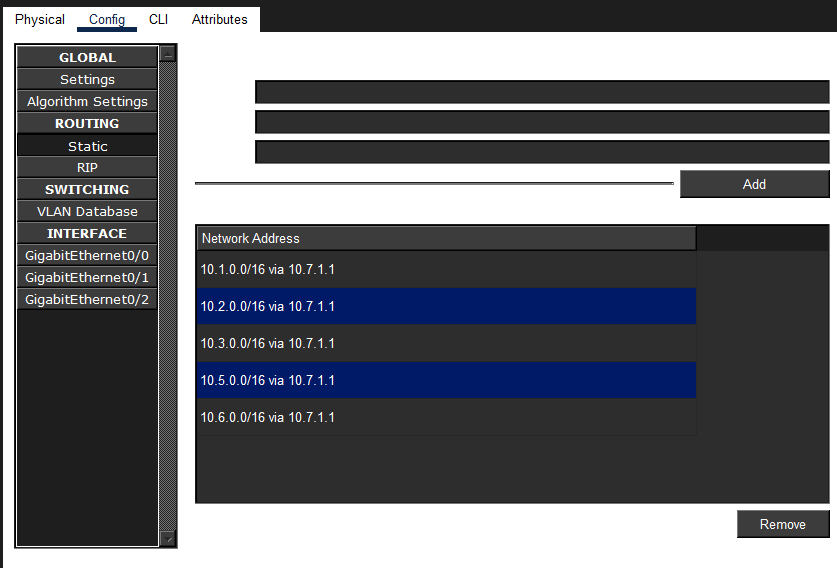 Physical Config CLI Attributes
GLOBAL
Settings
Algorithm Settings
ROUTING
Static
RIP
SWITCHING
VLAN Database
INTERFACE
GigabitEthernet0/0
GigabitEthernet0/1
GigabitEthernet0/2
Add
Network Address
10.1.0.0/16 via 10.7.1.1
10.2.0.0/16 via 10.7.1.1
10.3.0.0/16 via 10.7.1.1
10.5.0.0/16 via 10.7.1.1
10.6.0.0/16 via 10.7.1.1
Remove